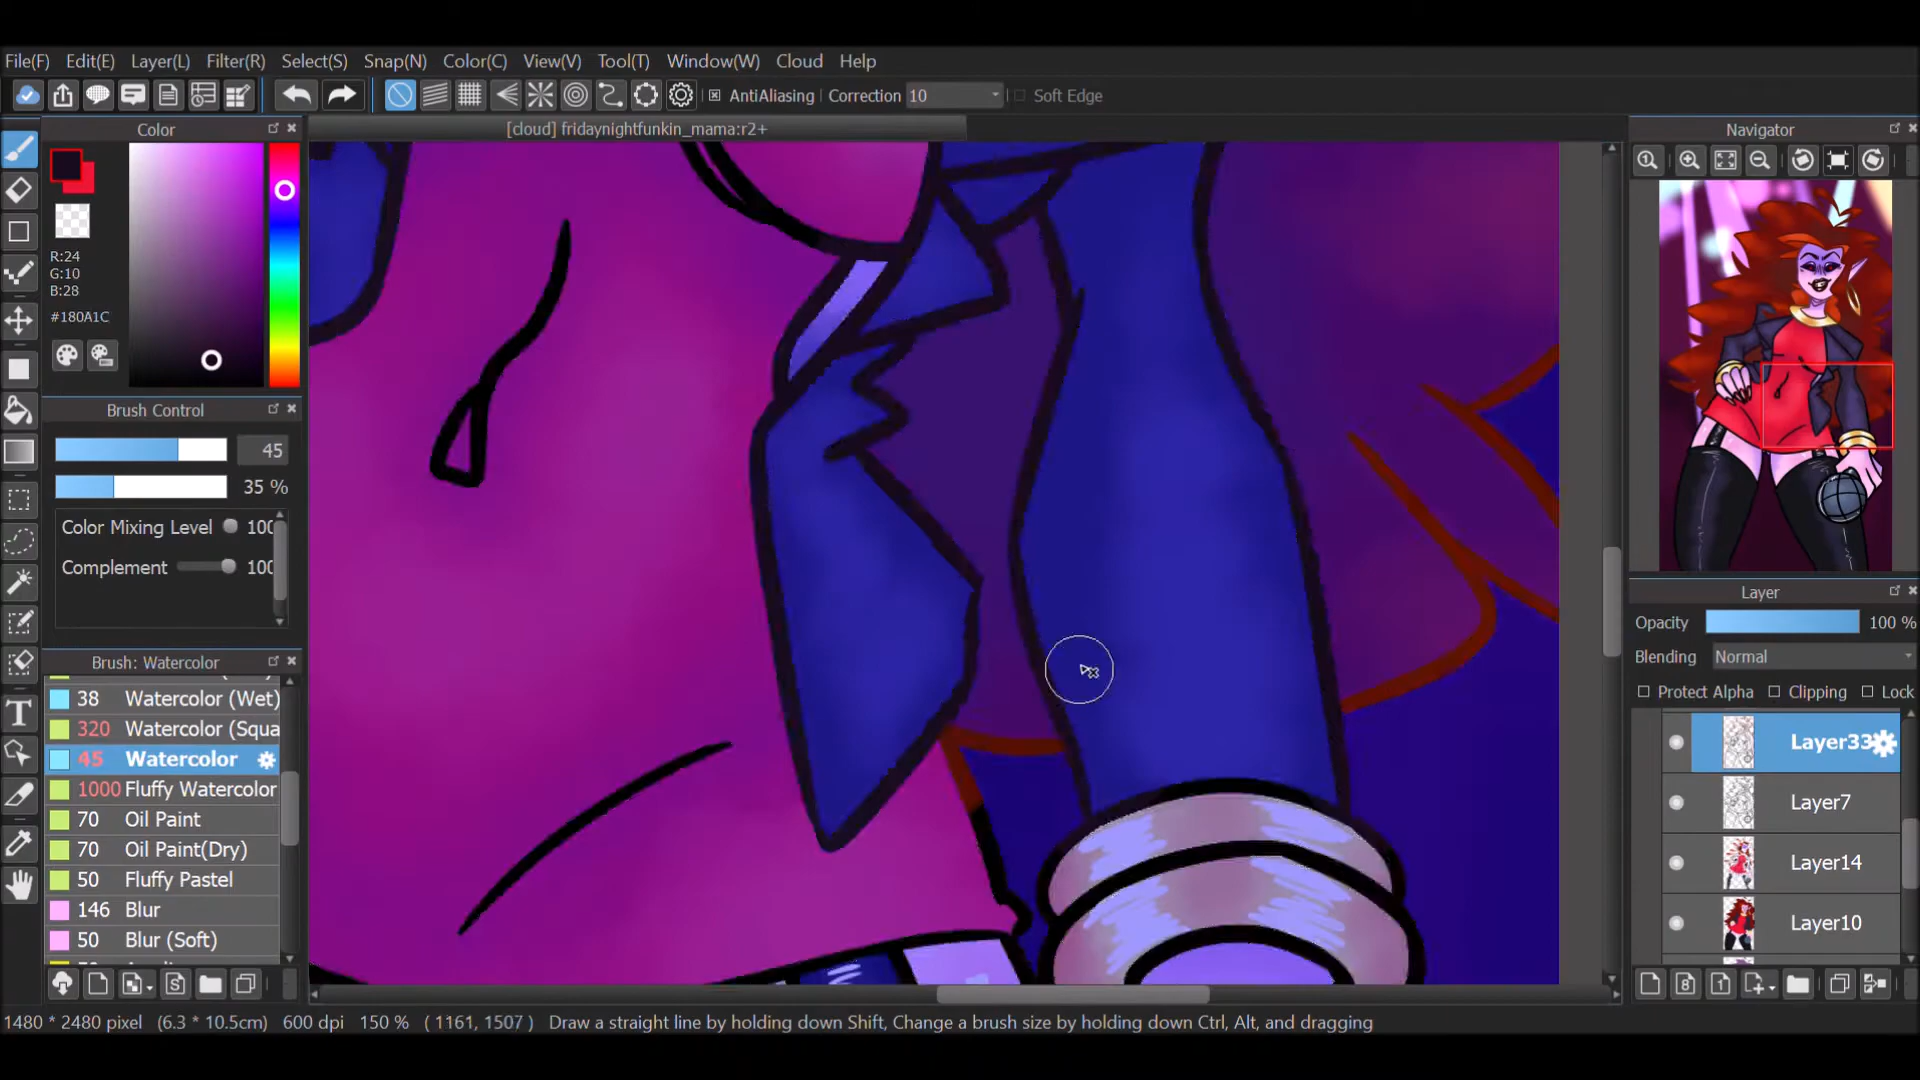 File(F) Edit(E) Layer(L) Filter(R) Select(S) Snap(N) Color(C) View(V) Tool(T) Window(W) Cloud Help
AntiAliasing Correction 10 Soft Edge
Color
[cloud] fridaynightfunkin_mama:r2+
Navigator
R:24
G:10
B:28
#180A1C
Brush Control
45
35 %
Color Mixing Level 100
Complement 100
Brush: Watercolor
38 Watercolor (Wet)
320 Watercolor (Squa
45 Watercolor
1000 Fluffy Watercolor
70 Oil Paint
70 Oil Paint(Dry)
50 Fluffy Pastel
146 Blur
50 Blur (Soft)
Layer
Opacity 100 %
Blending Normal
Protect Alpha Clipping Lock
Layer33
Layer7
Layer14
Layer10
1480 * 2480 pixel (6.3 * 10.5cm) 600 dpi 150 % ( 1161, 1507 ) Draw a straight line by holding down Shift, Change a brush size by holding down Ctrl, Alt, and dragging